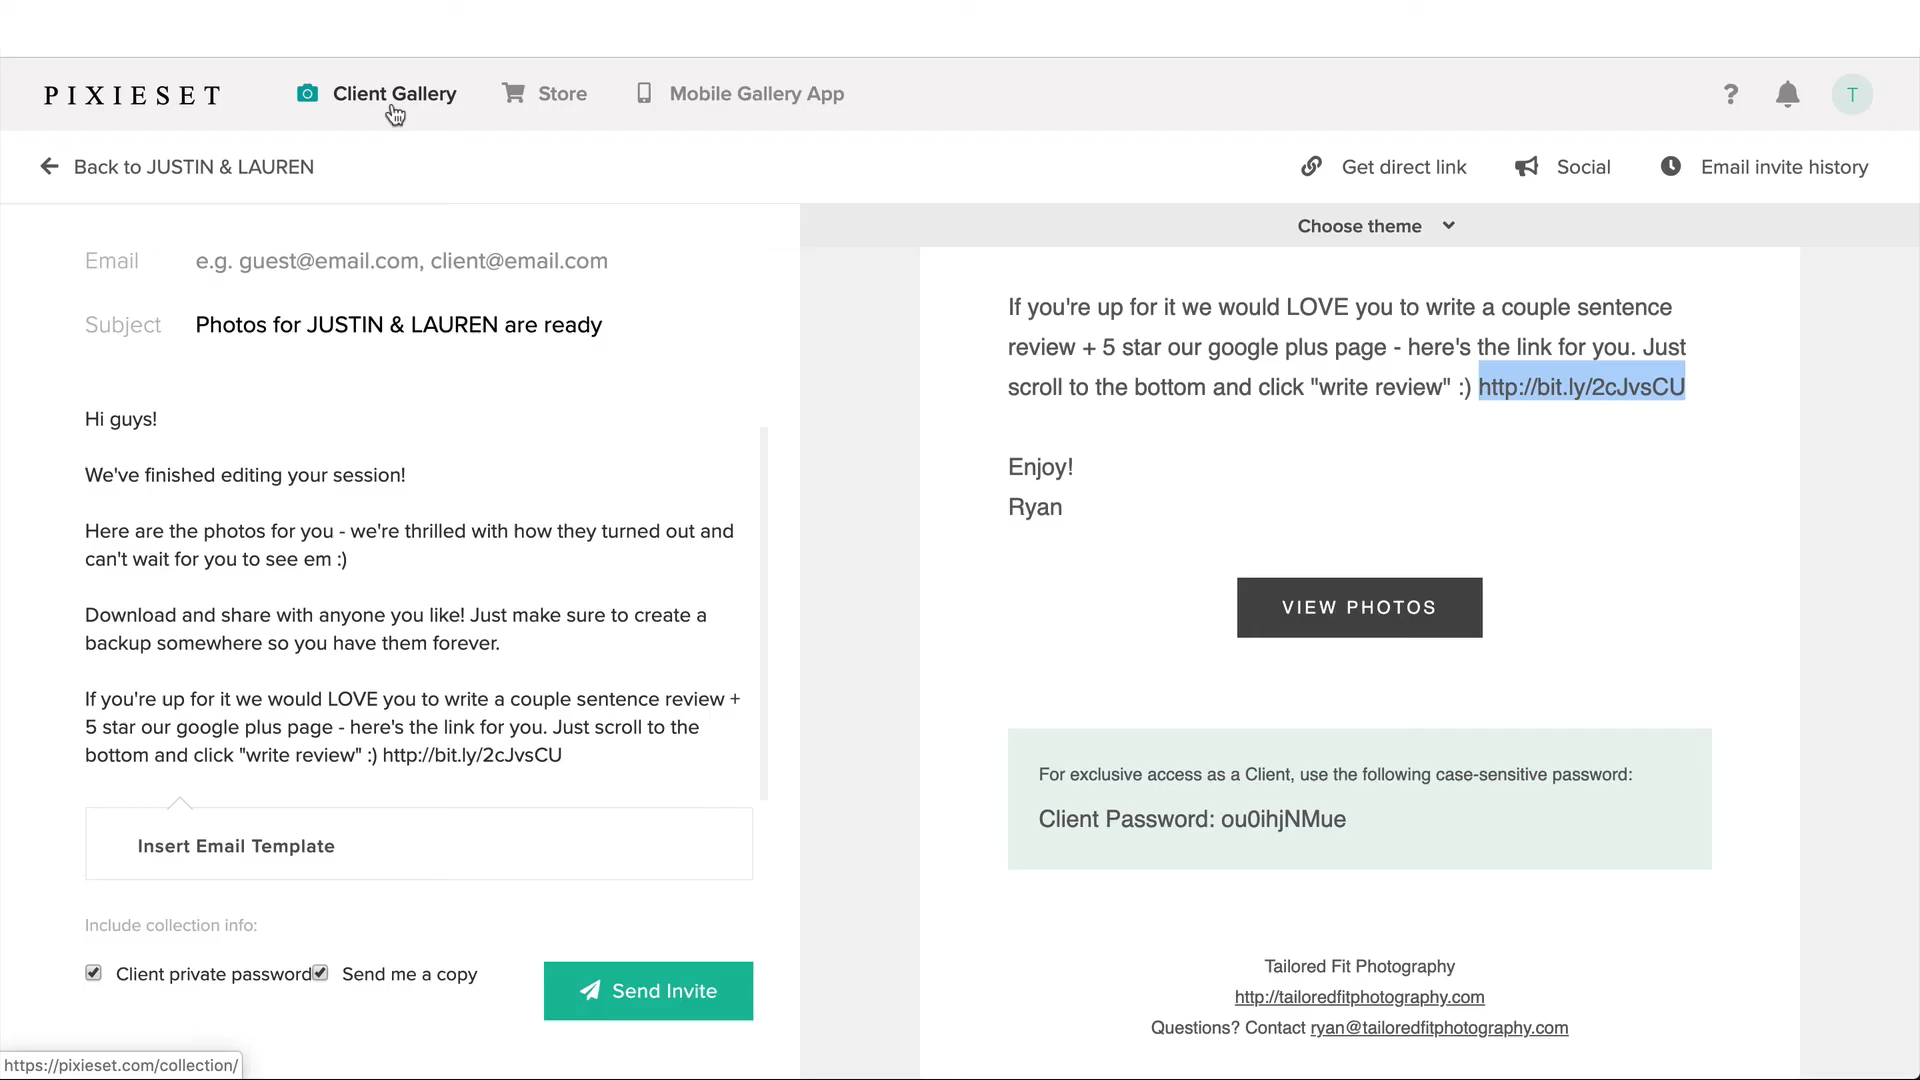 PIXIESET
Client Gallery
Store
Mobile Gallery App
?
T
Back to JUSTIN & LAUREN
Get direct link
Social
Email invite history
Email
e.g. guest@email.com, client@email.com
Subject
Photos for JUSTIN & LAUREN are ready
Hi guys!
We've finished editing your session!
Here are the photos for you - we're thrilled with how they turned out and
can't wait for you to see em :)
Download and share with anyone you like! Just make sure to create a
backup somewhere so you have them forever.
If you're up for it we would LOVE you to write a couple sentence review +
5 star our google plus page - here's the link for you. Just scroll to the
bottom and click "write review" :) http://bit.ly/2cJvsCU
Insert Email Template
Include collection info:
Client private password
Send me a copy
Send Invite
https://pixieset.com/collection/
Choose theme
If you're up for it we would LOVE you to write a couple sentence
review + 5 star our google plus page - here's the link for you. Just
scroll to the bottom and click "write review" :) http://bit.ly/2cJvsCU
Enjoy!
Ryan
VIEW PHOTOS
For exclusive access as a Client, use the following case-sensitive password:
Client Password: ou0ihjNMue
Tailored Fit Photography
http://tailoredfitphotography.com
Questions? Contact ryan@tailoredfitphotography.com